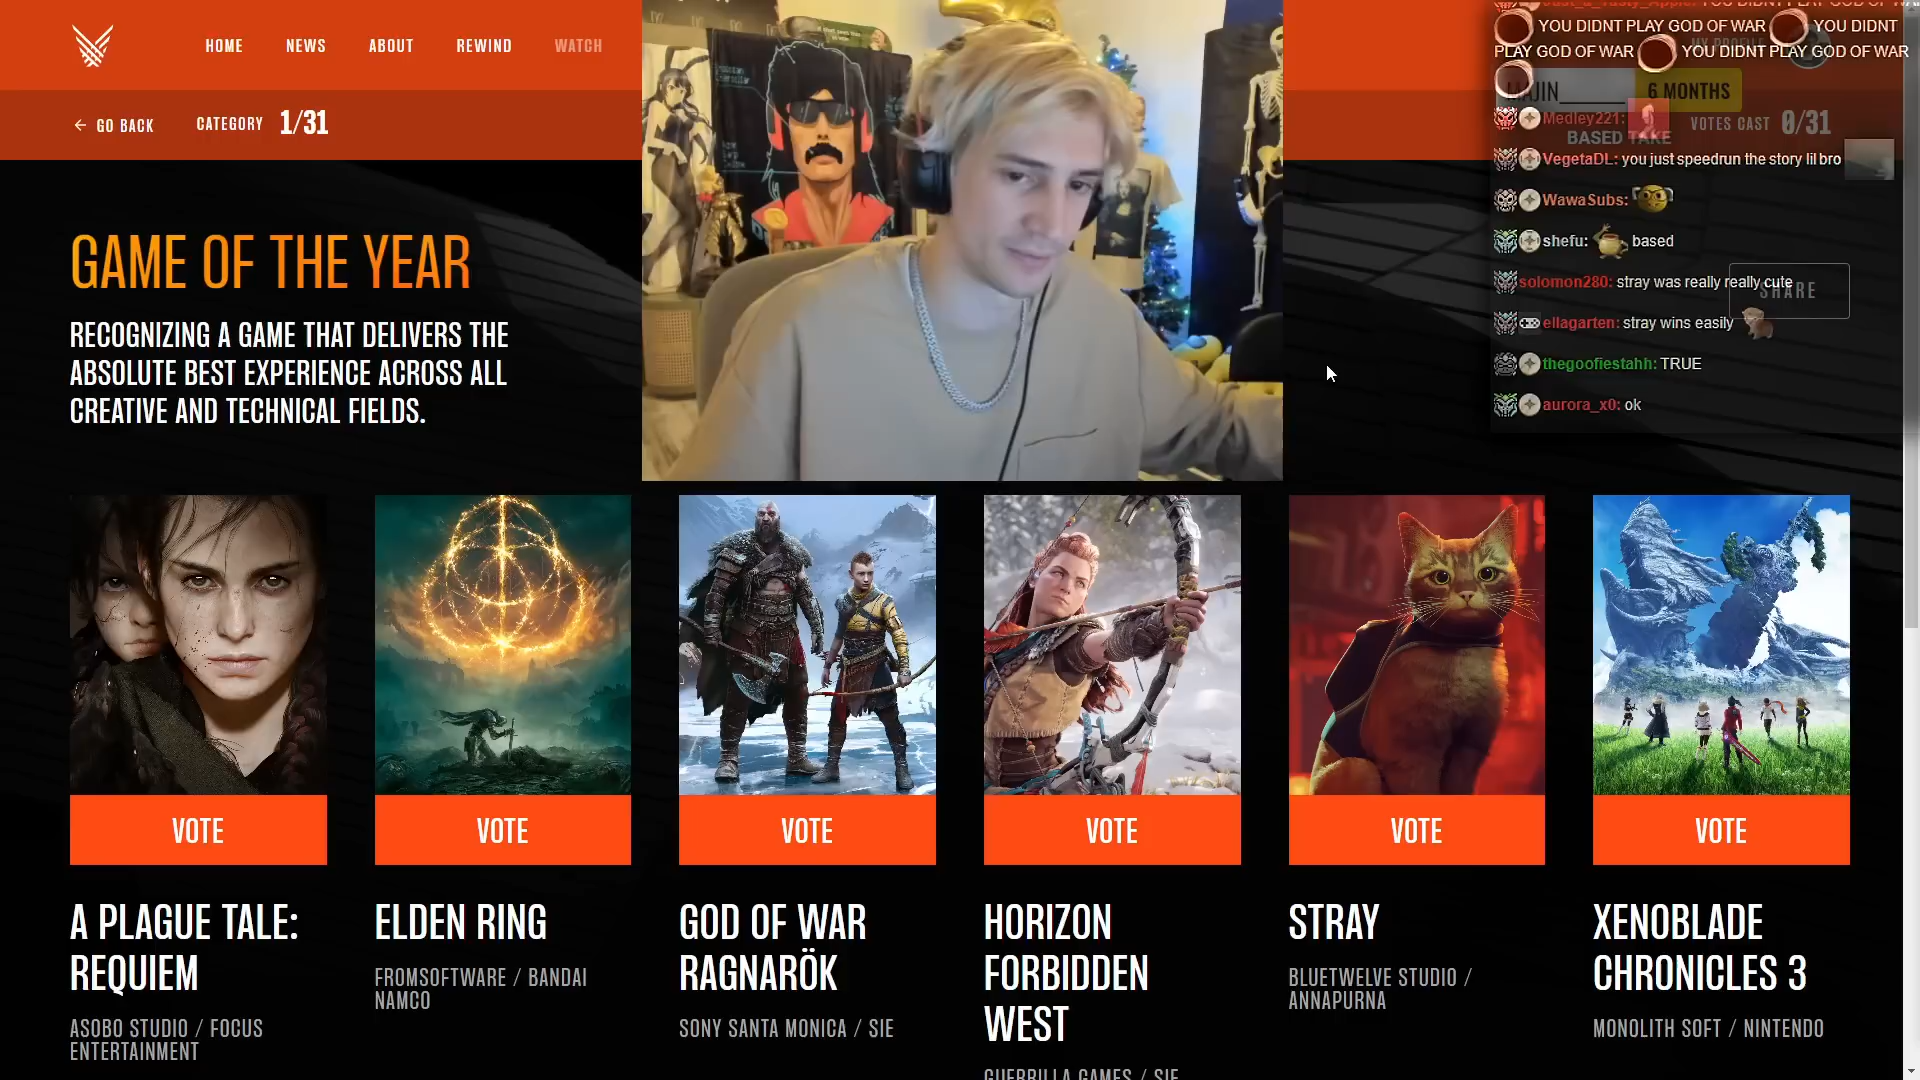 HOME
NEWS
ABOUT
REWIND
WATCH
GO BACK
CATEGORY 1/31
YOU DIDNT PLAY GOD OF WAR YOU DIDNT
PLAY GOD OF WAR YOU DIDNT PLAY GOD OF WAR
6 MONTHS
Medley221:
BASED TAKE
VOTES CAST 0/31
VegetaDL: you just speedrun the story lil bro
WawaSubs:
shefu: based
solomon280: stray was really really cute
SHARE
ellagarten: stray wins easily
thegoofiestahh: TRUE
aurora_x0: ok
GAME OF THE YEAR
RECOGNIZING A GAME THAT DELIVERS THE
ABSOLUTE BEST EXPERIENCE ACROSS ALL
CREATIVE AND TECHNICAL FIELDS.
VOTE
VOTE
VOTE
VOTE
VOTE
VOTE
A PLAGUE TALE:
REQUIEM
ASOBO STUDIO / FOCUS
ENTERTAINMENT
ELDEN RING
FROMSOFTWARE / BANDAI
NAMCO
GOD OF WAR
RAGNARÖK
SONY SANTA MONICA / SIE
HORIZON
FORBIDDEN
WEST
GUERRILLA GAMES / SIE
STRAY
BLUETWELVE STUDIO /
ANNAPURNA
XENOBLADE
CHRONICLES 3
MONOLITH SOFT / NINTENDO